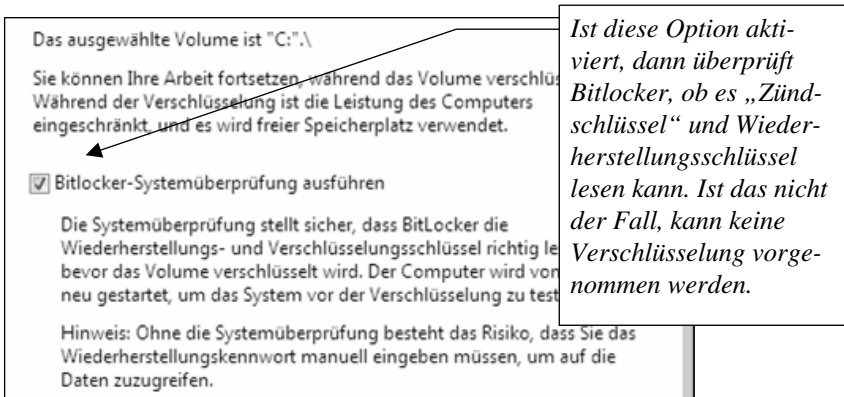 Das ausgewählte Volume ist "C:".\
Sie können Ihre Arbeit fortsetzen, während das Volume
Während der Verschlüsselung ist die Leistung des Computers
eingeschränkt, und es wird freier Speicherplatz verwendet.
Bitlocker-Systemüberprüfung ausführen
Die Systemüberprüfung stellt sicher, dass BitLocker die
Wiederherstellungs- und Verschlüsselungsschlüssel richtig
bevor das Volume verschlüsselt wird. Der Computer wird
neu gestartet, um das System vor der Verschlüsselung zu
Hinweis: Ohne die Systemüberprüfung besteht das Risiko, dass Sie das
Wiederherstellungskennwort manuell eingeben müssen, um auf die
Daten zuzugreifen.
Ist diese Option akti-
viert, dann überprüft
Bitlocker, ob es „Zünd-
schlüssel“ und Wieder-
herstellungsschlüssel
lesen kann. Ist das nicht
der Fall, kann keine
Verschlüsselung vorge-
nommen werden.